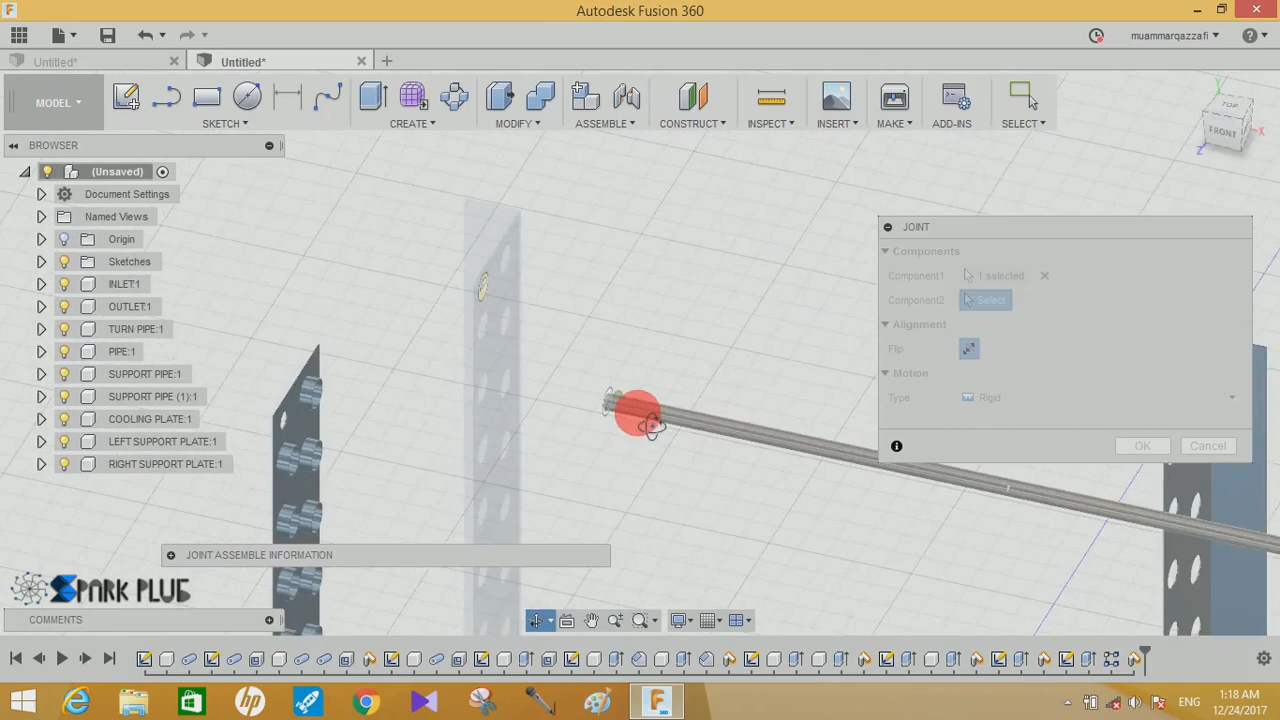 Autodesk Fusion 360
muammarqazzafi
Untitled*
Untitled*
MODEL
SKETCH
CREATE
MODIFY
ASSEMBLE
CONSTRUCT
INSPECT
INSERT
MAKE
ADD-INS
SELECT
TOP
FRONT
X
Y
Z
BROWSER
(Unsaved)
Document Settings
Named Views
Origin
Sketches
INLET:1
OUTLET:1
TURN PIPE:1
PIPE:1
SUPPORT PIPE:1
SUPPORT PIPE (1):1
COOLING PLATE:1
LEFT SUPPORT PLATE:1
RIGHT SUPPORT PLATE:1
JOINT
Components
Component1 1 selected
Component2 Select
Alignment
Flip
Motion
Type Rigid
OK Cancel
JOINT ASSEMBLE INFORMATION
SPARK PLUG
COMMENTS
ENG
1:18 AM
12/24/2017